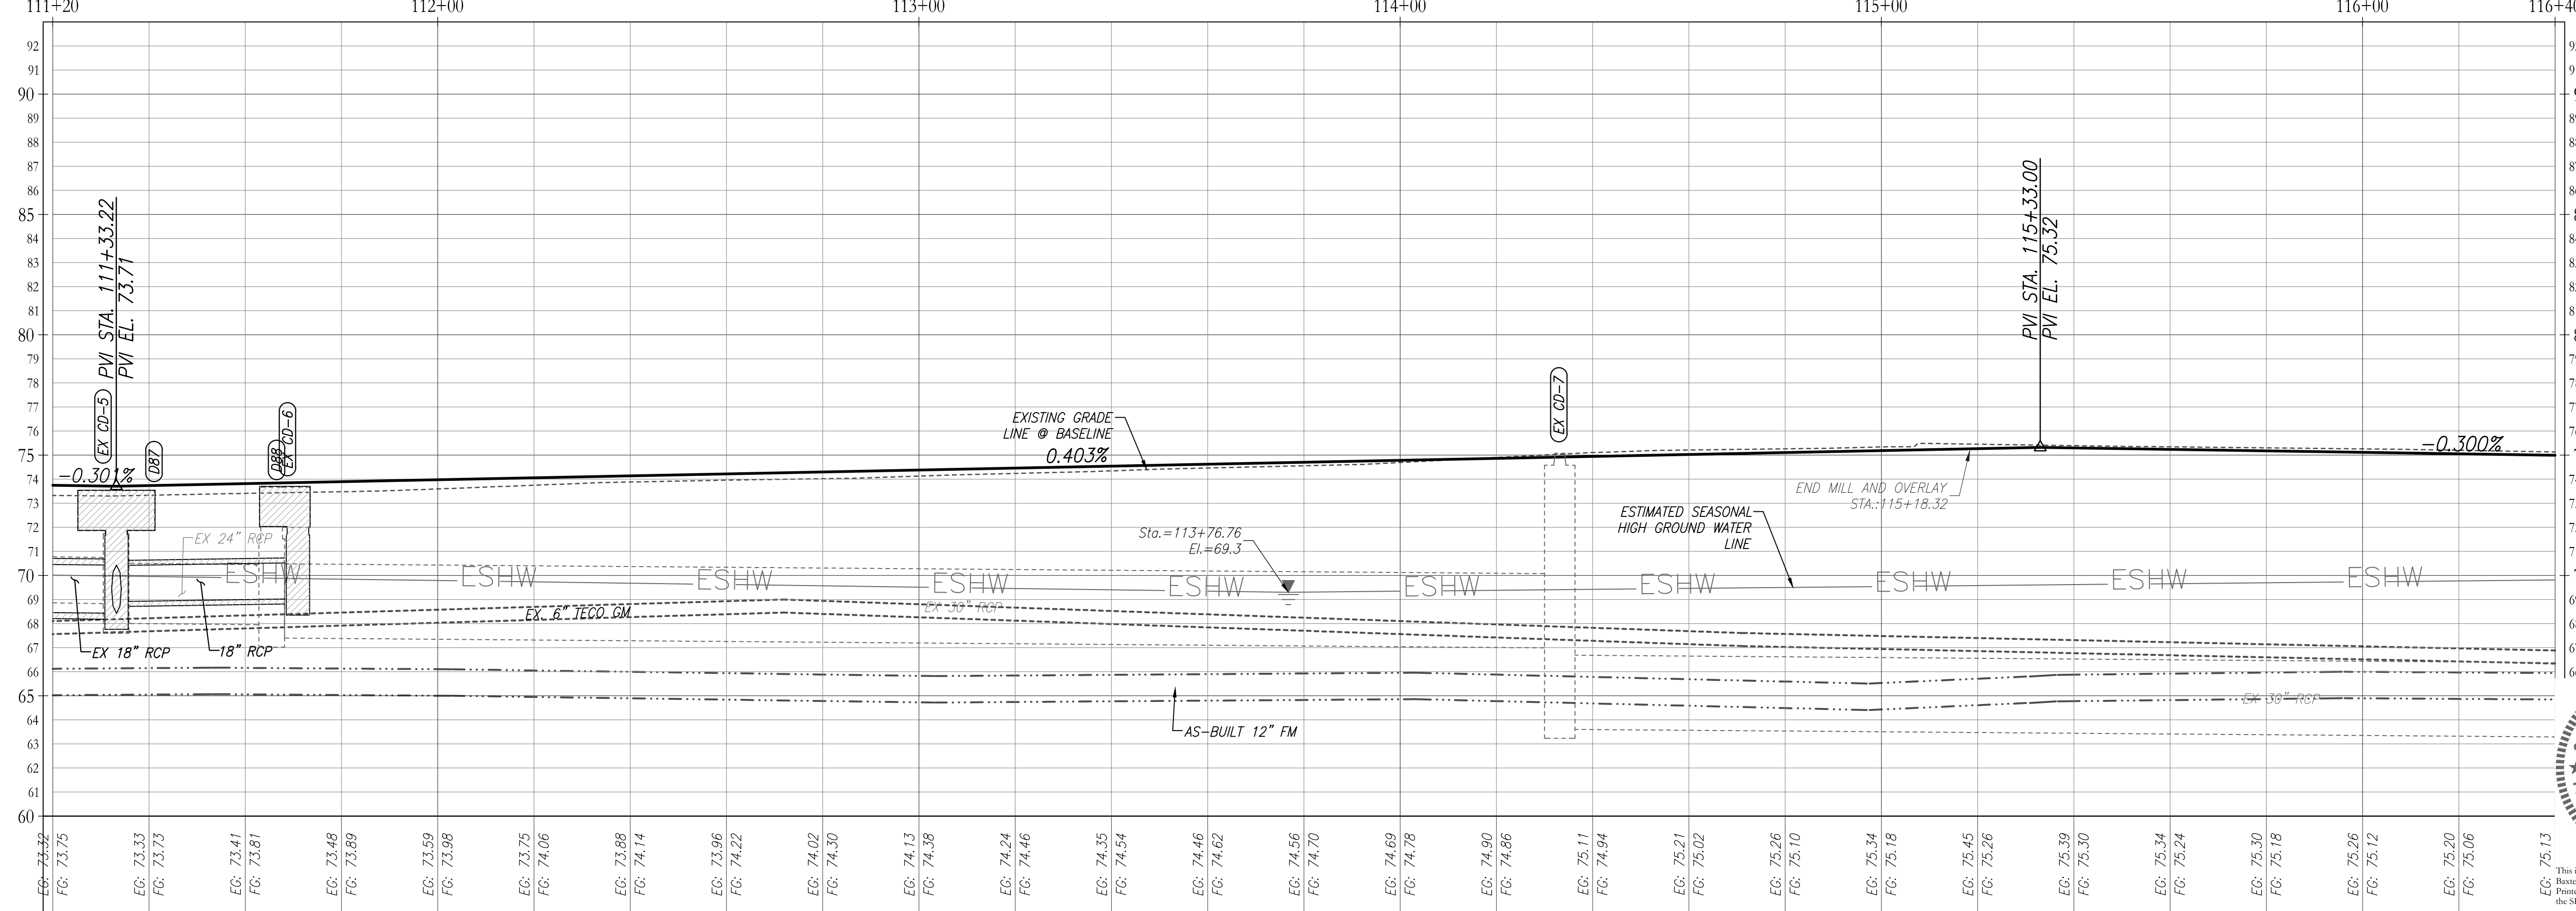 111+20
112+00
113+00
114+00
115+00
116+00
92
91
90
89
88
87
86
85
84
83
82
81
80
79
78
77
76
75
74
73
72
71
70
69
68
67
66
65
64
63
62
61
60
PVI STA. 111+33.22
PVI EL. 73.71
EX CD-5
D87
D88
EX CD-6
-0.301%
EX 24" RCP
EX 18" RCP
18" RCP
EX. 6" TECO GM
EXISTING GRADE
LINE @ BASELINE
0.403%
EX 30" RCP
Sta.=113+76.76
El.=69.3
AS-BUILT 12" FM
EX CD-7
ESTIMATED SEASONAL
HIGH GROUND WATER
LINE
END MILL AND OVERLAY
STA.:115+18.32
PVI STA. 115+33.00
PVI EL. 75.32
-0.300%
EX 30" RCP
ESHW
ESHW
ESHW
ESHW
ESHW
ESHW
ESHW
ESHW
ESHW
ESHW
EG: 73.32
FG: 73.75
EG: 73.33
FG: 73.73
EG: 73.41
FG: 73.81
EG: 73.48
FG: 73.89
EG: 73.59
FG: 73.98
EG: 73.75
FG: 74.06
EG: 73.88
FG: 74.14
EG: 73.96
FG: 74.22
EG: 74.02
FG: 74.30
EG: 74.13
FG: 74.38
EG: 74.24
FG: 74.46
EG: 74.35
FG: 74.54
EG: 74.46
FG: 74.62
EG: 74.56
FG: 74.70
EG: 74.69
FG: 74.78
EG: 74.90
FG: 74.86
EG: 75.11
FG: 74.94
EG: 75.21
FG: 75.02
EG: 75.26
FG: 75.10
EG: 75.34
FG: 75.18
EG: 75.45
FG: 75.26
EG: 75.39
FG: 75.30
EG: 75.34
FG: 75.24
EG: 75.30
FG: 75.18
EG: 75.26
FG: 75.12
EG: 75.20
FG: 75.06
EG: 75.13
This
the